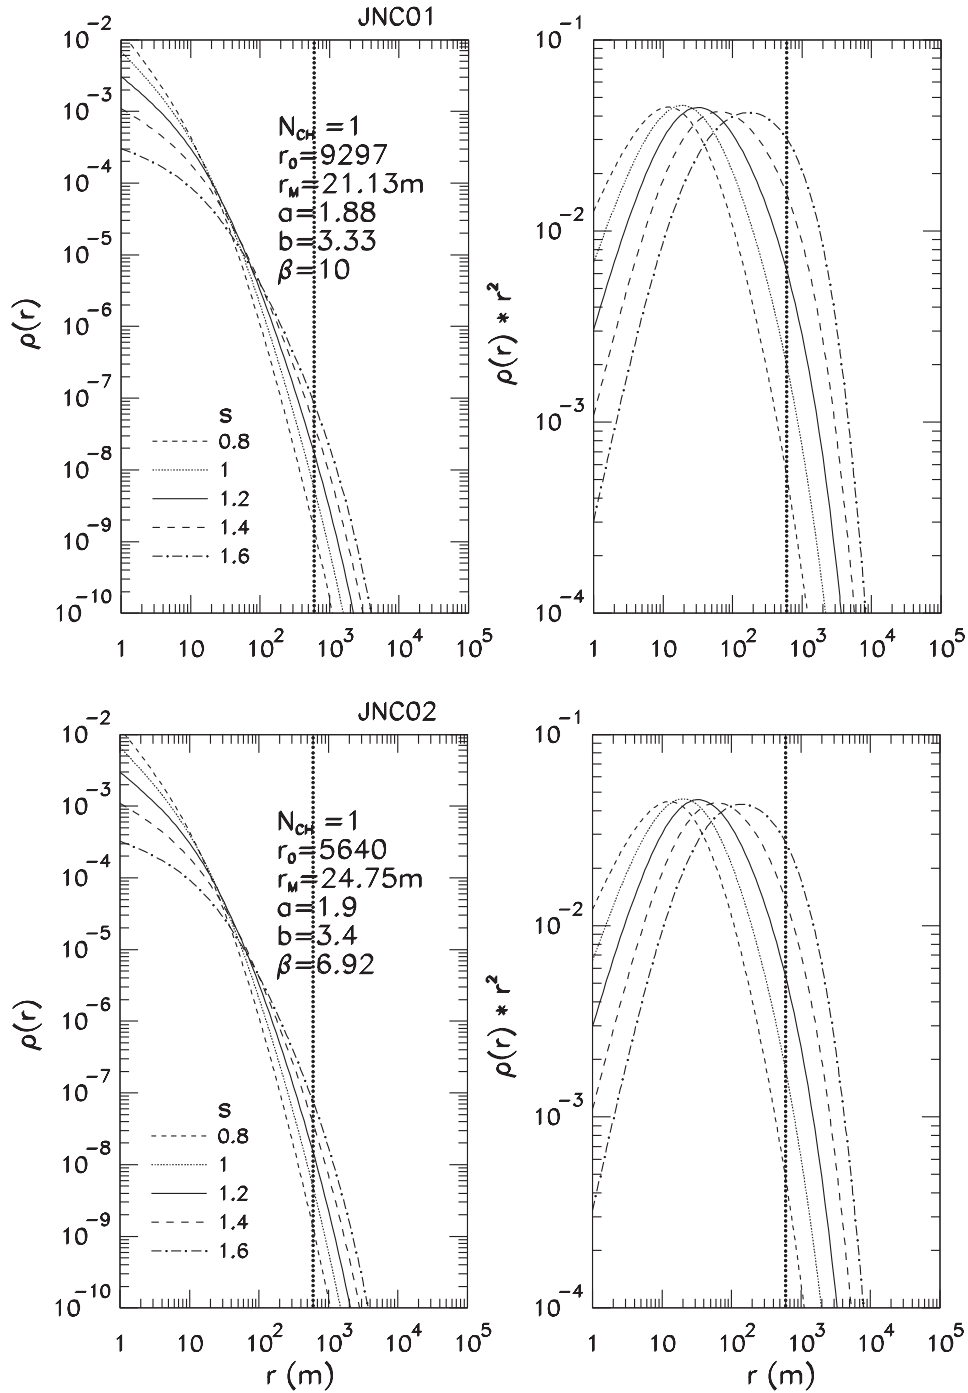 JNC01
10^-2
10^-3
10^-4
10^-5
10^-6
10^-7
10^-8
10^-9
10^-10
ρ(r)
N_CH =1
r_0=9297
r_M=21.13m
a=1.88
b=3.33
β=10
s
0.8
1
1.2
1.4
1.6
1 10 10^2 10^3 10^4 10^5
10^-1
10^-2
10^-3
10^-4
ρ(r) * r^2
1 10 10^2 10^3 10^4 10^5
JNC02
10^-2
10^-3
10^-4
10^-5
10^-6
10^-7
10^-8
10^-9
10^-10
ρ(r)
N_CH =1
r_0=5640
r_M=24.75m
a=1.9
b=3.4
β=6.92
s
0.8
1
1.2
1.4
1.6
1 10 10^2 10^3 10^4 10^5
r (m)
10^-1
10^-2
10^-3
10^-4
ρ(r) * r^2
1 10 10^2 10^3 10^4 10^5
r (m)